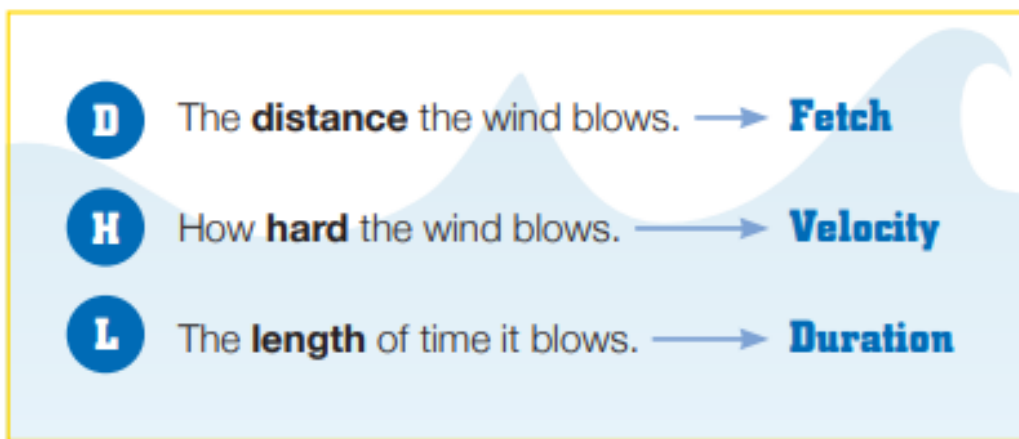 D The distance the wind blows. → Fetch
H How hard the wind blows. → Velocity
L The length of time it blows. → Duration